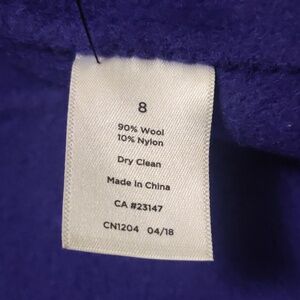 8
90% Wool
10% Nylon
Dry Clean
Made in China
CA #23147
CN1204 04/18